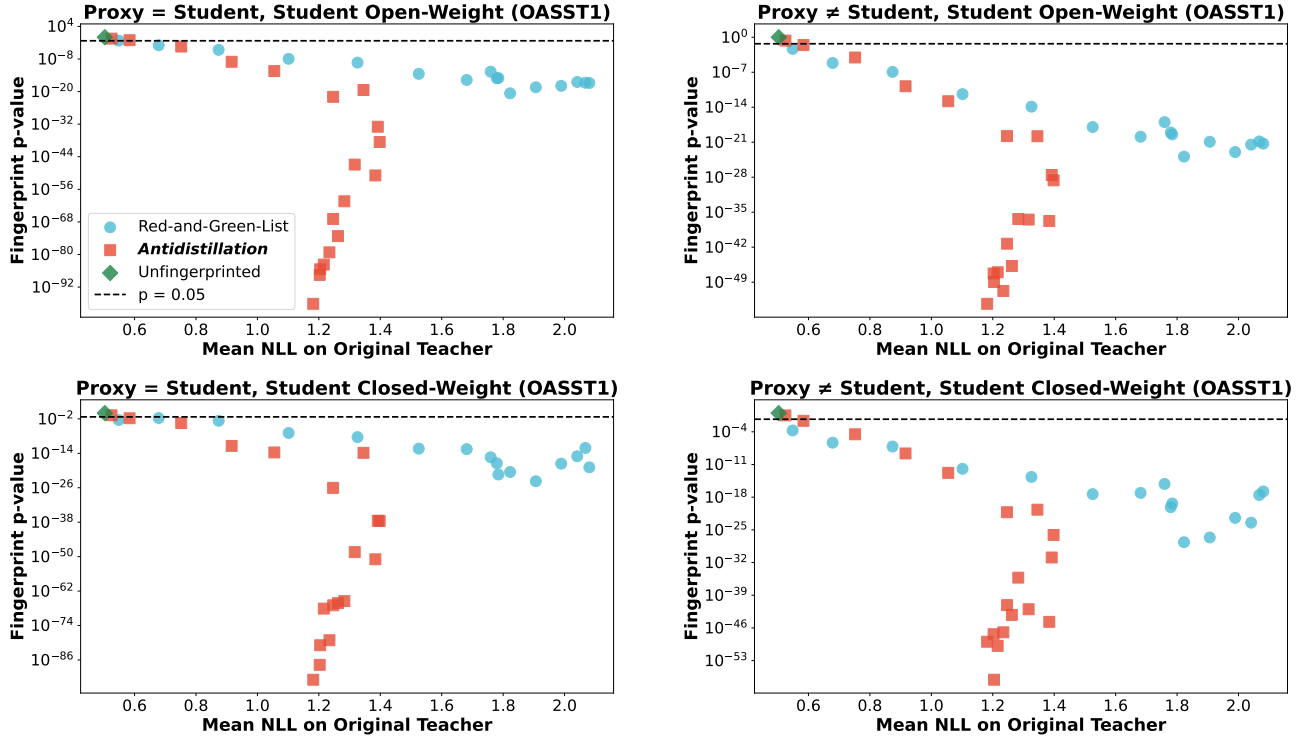 Proxy = Student, Student Open-Weight (OASST1)
Fingerprint p-value
10^4
10^−8
10^−20
10^−32
10^−44
10^−56
10^−68
10^−80
10^−92
Red-and-Green-List
Antidistillation
Unfingerprinted
p = 0.05
0.6 0.8 1.0 1.2 1.4 1.6 1.8 2.0
Mean NLL on Original Teacher
Proxy ≠ Student, Student Open-Weight (OASST1)
Fingerprint p-value
10^0
10^−7
10^−14
10^−21
10^−28
10^−35
10^−42
10^−49
0.6 0.8 1.0 1.2 1.4 1.6 1.8 2.0
Mean NLL on Original Teacher
Proxy = Student, Student Closed-Weight (OASST1)
Fingerprint p-value
10^−2
10^−14
10^−26
10^−38
10^−50
10^−62
10^−74
10^−86
0.6 0.8 1.0 1.2 1.4 1.6 1.8 2.0
Mean NLL on Original Teacher
Proxy ≠ Student, Student Closed-Weight (OASST1)
Fingerprint p-value
10^−4
10^−11
10^−18
10^−25
10^−32
10^−39
10^−46
10^−53
0.6 0.8 1.0 1.2 1.4 1.6 1.8 2.0
Mean NLL on Original Teacher